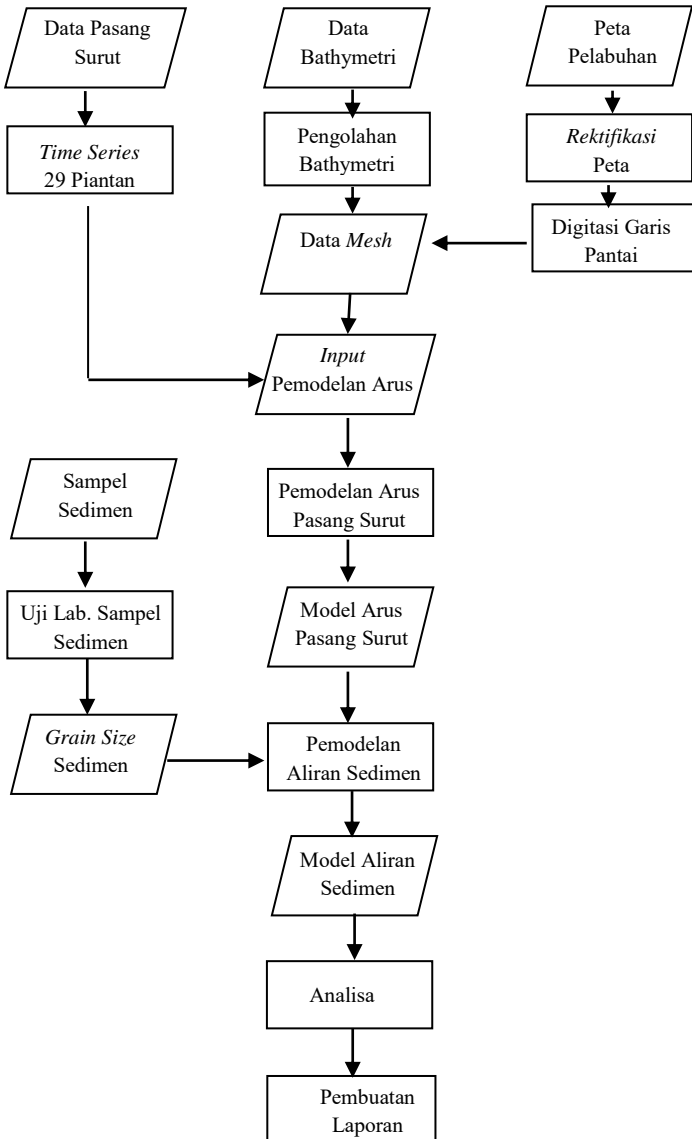 Data Pasang
Surut
Data
Bathymetri
Peta
Pelabuhan
Time Series
29 Piantan
Pengolahan
Bathymetri
Rektifikasi
Peta
Data Mesh
Digitasi Garis
Pantai
Input
Pemodelan Arus
Sampel
Sedimen
Pemodelan Arus
Pasang Surut
Uji Lab. Sampel
Sedimen
Model Arus
Pasang Surut
Grain Size
Sedimen
Pemodelan
Aliran Sedimen
Model Aliran
Sedimen
Analisa
Pembuatan
Laporan